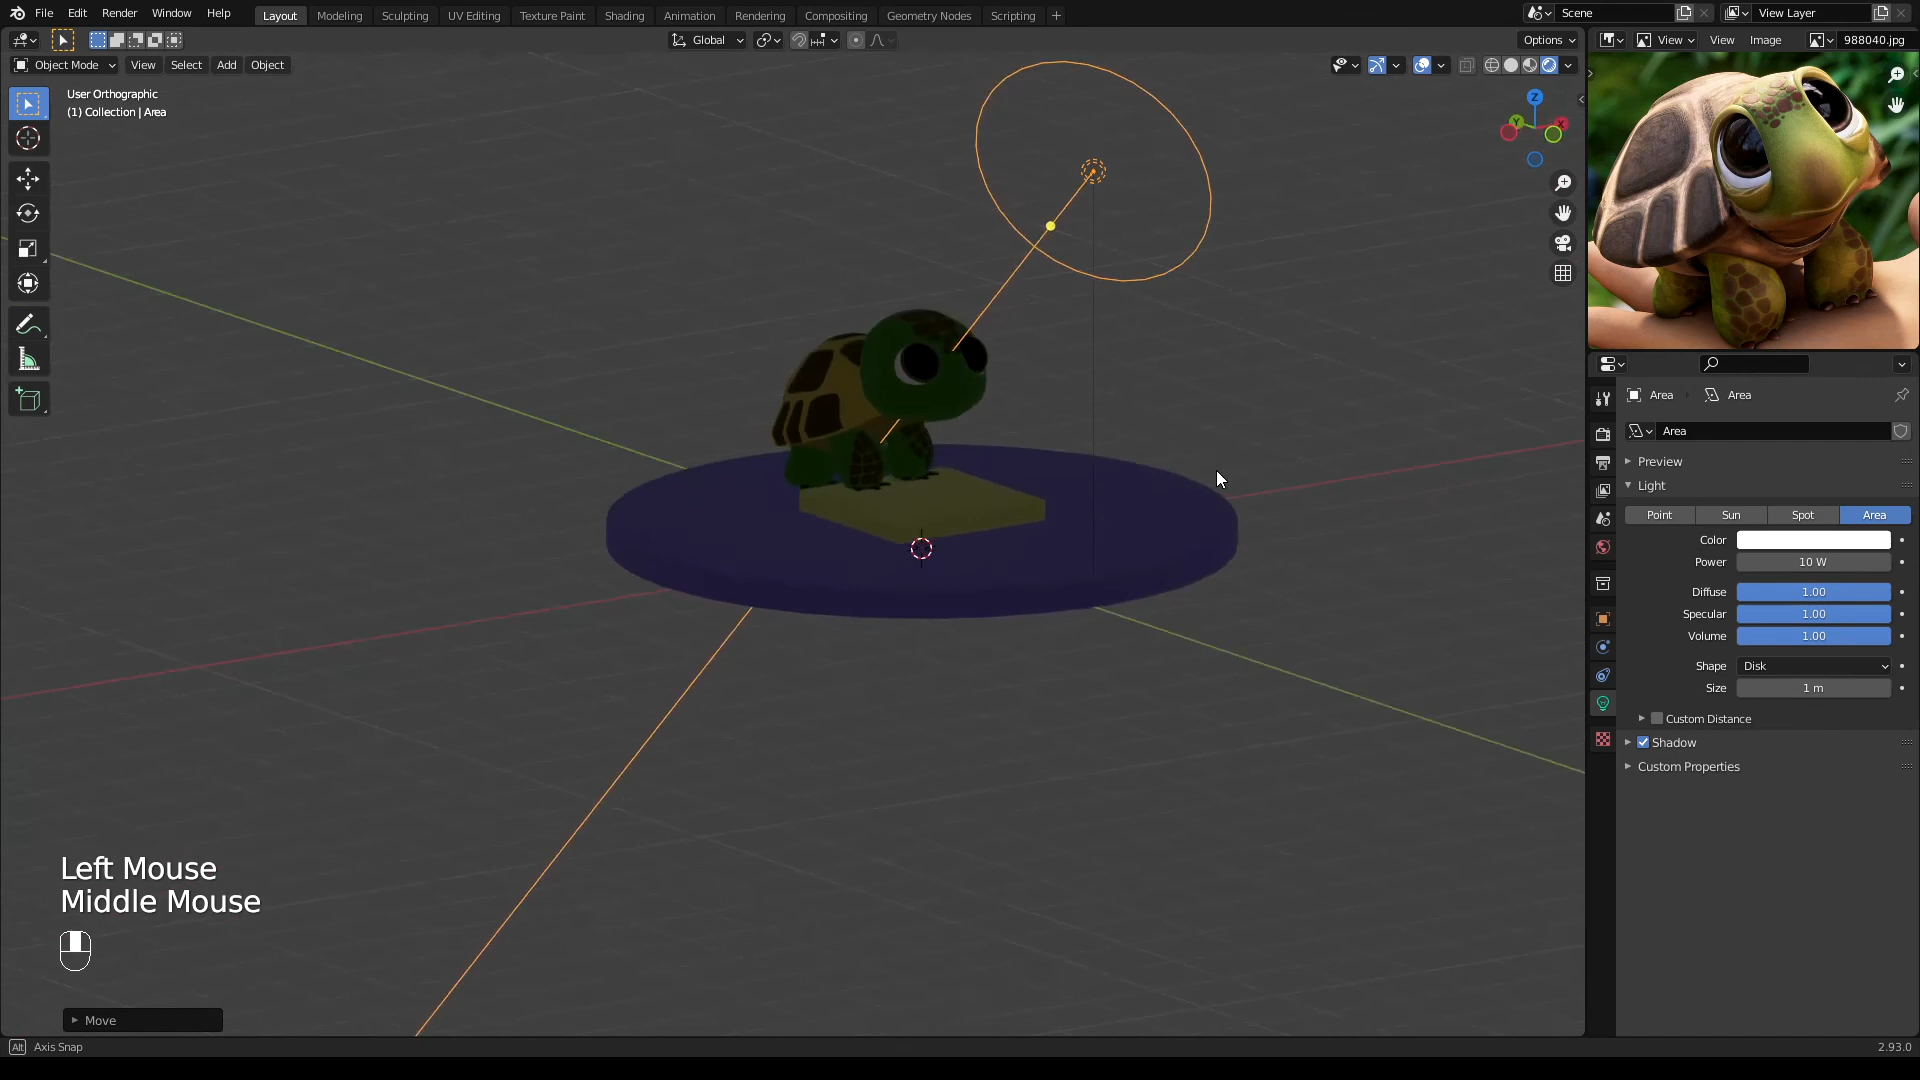 File Edit Render Window Help
Layout Modeling Sculpting UV Editing Texture Paint Shading Animation Rendering Compositing Geometry Nodes Scripting +
Scene
View Layer
Global
Options
View View Image 988040.jpg
Object Mode View Select Add Object
User Orthographic
(1) Collection | Area
Z
Y X
Area Area
Area
Preview
Light
Point Sun Spot Area
Color
Power 10 W
Diffuse 1.00
Specular 1.00
Volume 1.00
Shape Disk
Size 1 m
Custom Distance
Shadow
Custom Properties
Left Mouse
Middle Mouse
Move
Alt Axis Snap
2.93.0